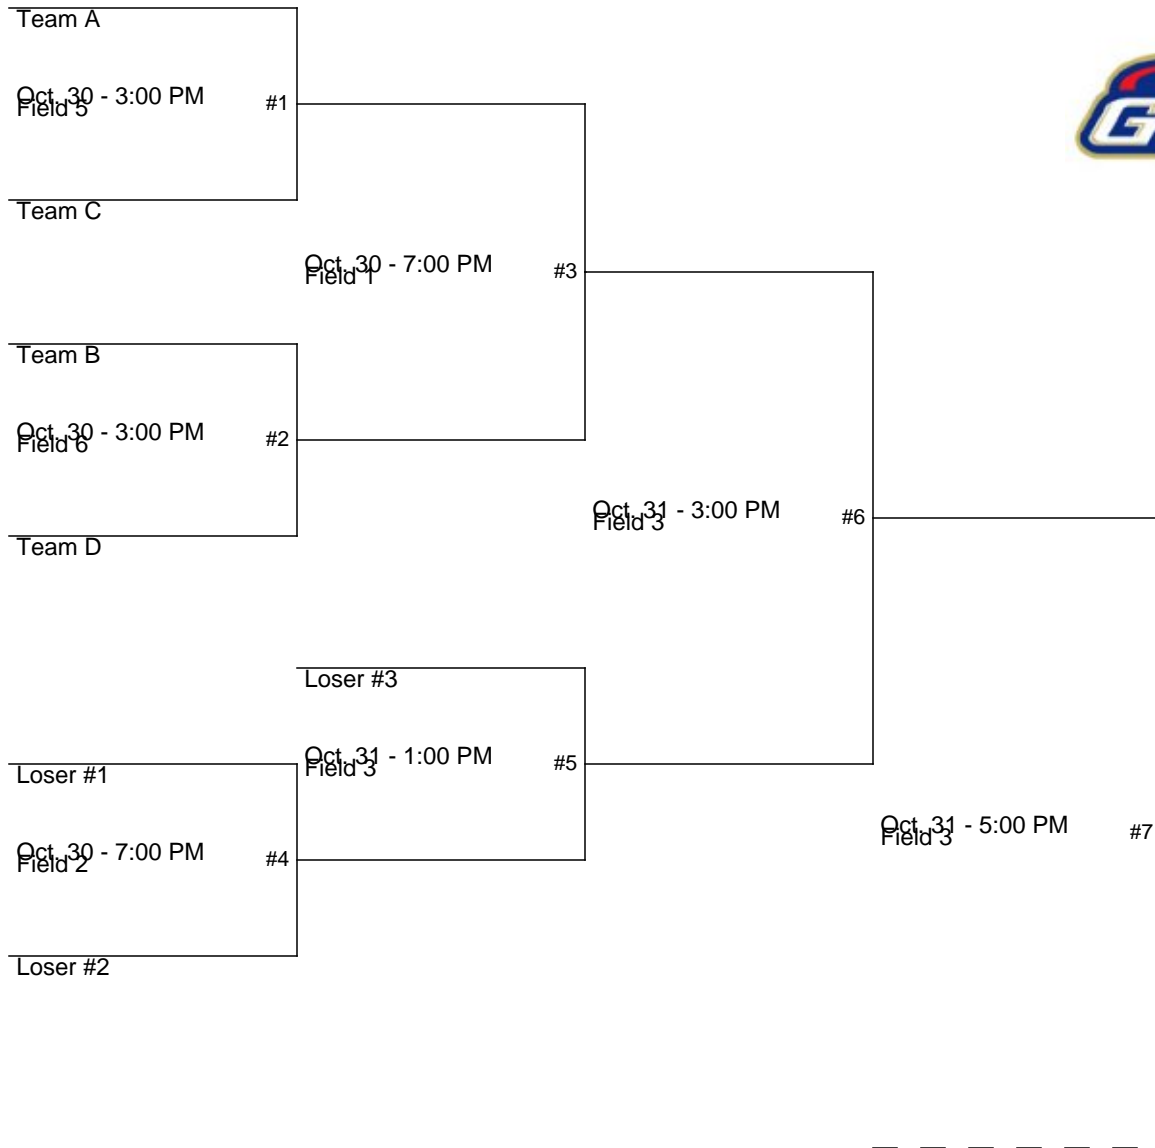 Team A
Oct. 30 - 3:00 PM
Field 5
#1
Team C
Oct. 30 - 7:00 PM
Field 1
#3
Team B
Oct. 30 - 3:00 PM
Field 6
#2
Oct. 31 - 3:00 PM
Field 3
#6
Team D
Loser #3
Oct. 31 - 1:00 PM
Field 3
#5
Loser #1
Oct. 31 - 5:00 PM
Field 3
#7
Oct. 30 - 7:00 PM
Field 2
#4
Loser #2